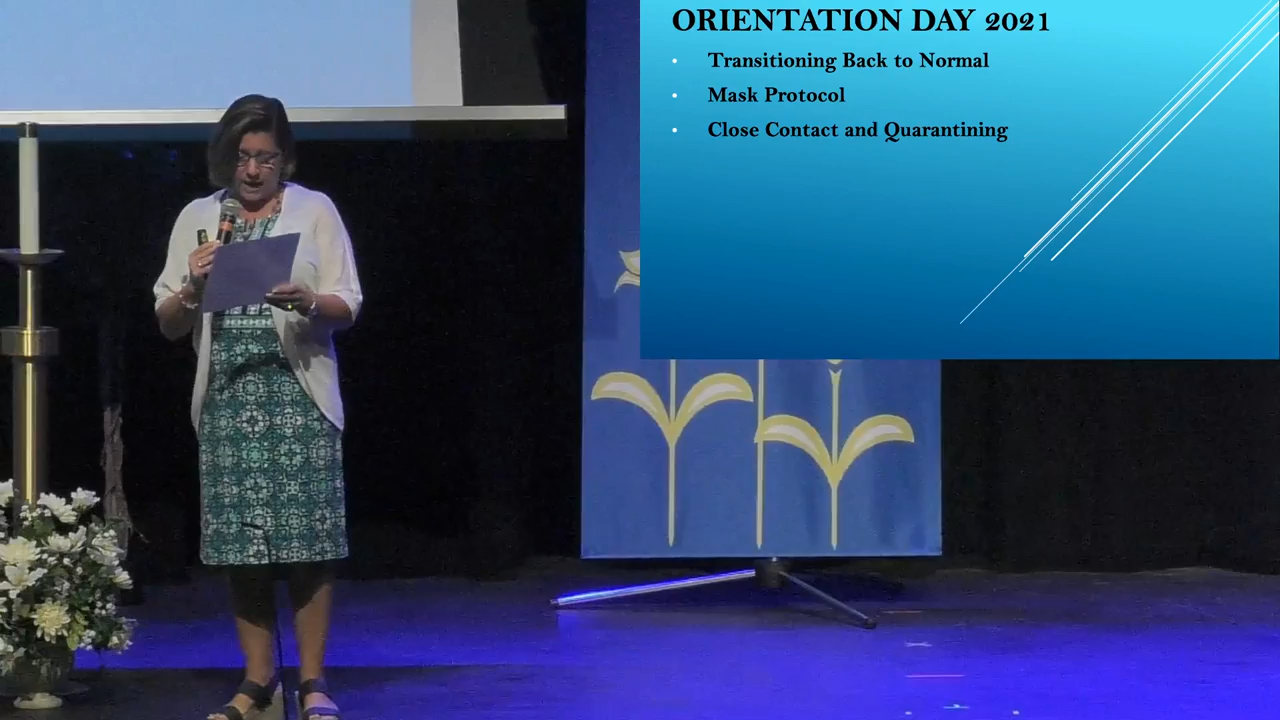 ORIENTATION DAY 2021
Transitioning Back to Normal
Mask Protocol
Close Contact and Quarantining